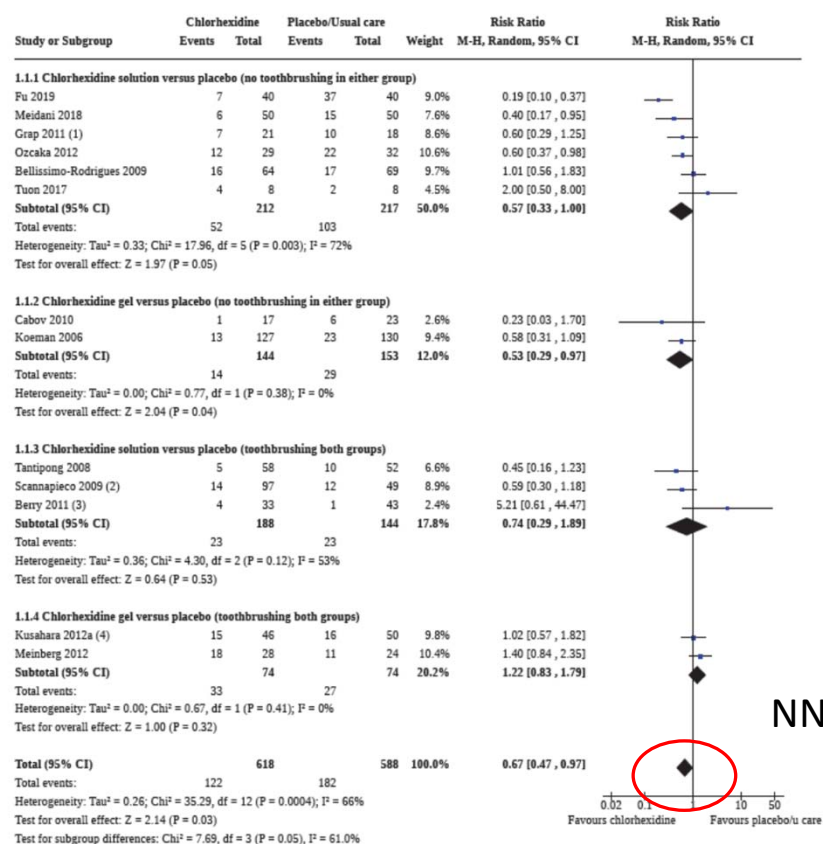 Chlorhexidine Placebo/Usual care Risk Ratio Risk Ratio
Study or Subgroup Events Total Events Total Weight M-H, Random, 95% CI M-H, Random, 95% CI
1.1.1 Chlorhexidine solution versus placebo (no toothbrushing in either group)
Fu 2019 7 40 37 40 9.0% 0.19 [0.10 , 0.37]
Meidani 2018 6 50 15 50 7.6% 0.40 [0.17 , 0.95]
Grap 2011 (1) 7 21 10 18 8.6% 0.60 [0.29 , 1.25]
Ozcaka 2012 12 29 22 32 10.6% 0.60 [0.37 , 0.98]
Bellissimo-Rodrigues 2009 16 64 17 69 9.7% 1.01 [0.56 , 1.83]
Tuon 2017 4 8 2 8 4.5% 2.00 [0.50 , 8.00]
Subtotal (95% CI) 212 217 50.0% 0.57 [0.33 , 1.00]
Total events: 52 103
Heterogeneity: Tau² = 0.33; Chi² = 17.96, df = 5 (P = 0.003); I² = 72%
Test for overall effect: Z = 1.97 (P = 0.05)
1.1.2 Chlorhexidine gel versus placebo (no toothbrushing in either group)
Cabov 2010 1 17 6 23 2.6% 0.23 [0.03 , 1.70]
Koeman 2006 13 127 23 130 9.4% 0.58 [0.31 , 1.09]
Subtotal (95% CI) 144 153 12.0% 0.53 [0.29 , 0.97]
Total events: 14 29
Heterogeneity: Tau² = 0.00; Chi² = 0.77, df = 1 (P = 0.38); I² = 0%
Test for overall effect: Z = 2.04 (P = 0.04)
1.1.3 Chlorhexidine solution versus placebo (toothbrushing both groups)
Tantipong 2008 5 58 10 52 6.6% 0.45 [0.16 , 1.23]
Scannapieco 2009 (2) 14 97 12 49 8.9% 0.59 [0.30 , 1.18]
Berry 2011 (3) 4 33 1 43 2.4% 5.21 [0.61 , 44.47]
Subtotal (95% CI) 188 144 17.8% 0.74 [0.29 , 1.89]
Total events: 23 23
Heterogeneity: Tau² = 0.36; Chi² = 4.30, df = 2 (P = 0.12); I² = 53%
Test for overall effect: Z = 0.64 (P = 0.53)
1.1.4 Chlorhexidine gel versus placebo (toothbrushing both groups)
Kusahara 2012a (4) 15 46 16 50 9.8% 1.02 [0.57 , 1.82]
Meinberg 2012 18 28 11 24 10.4% 1.40 [0.84 , 2.35]
Subtotal (95% CI) 74 74 20.2% 1.22 [0.83 , 1.79]
Total events: 33 27
Heterogeneity: Tau² = 0.00; Chi² = 0.67, df = 1 (P = 0.41); I² = 0%
Test for overall effect: Z = 1.00 (P = 0.32)
NN
Total (95% CI) 618 588 100.0% 0.67 [0.47 , 0.97]
Total events: 122 182
Heterogeneity: Tau² = 0.26; Chi² = 35.29, df = 12 (P = 0.0004); I² = 66%
0.02 0.1 1 10 50
Test for overall effect: Z = 2.14 (P = 0.03)
Favours chlorhexidine Favours placebo/u care
Test for subgroup differences: Chi² = 7.69, df = 3 (P = 0.05), I² = 61.0%